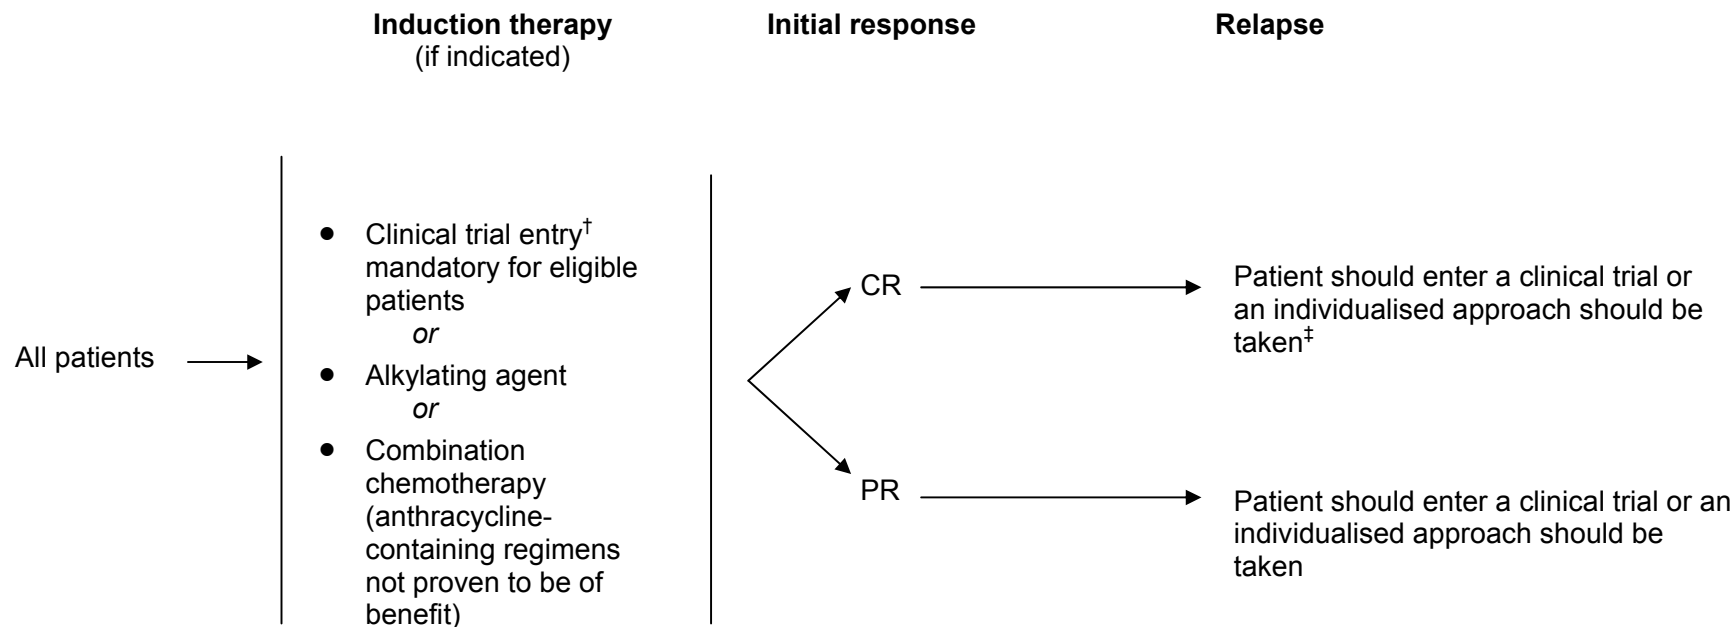 Induction therapy
(if indicated)
Initial response
Relapse
All patients
● Clinical trial entry†
mandatory for eligible
patients
or
● Alkylating agent
or
● Combination
chemotherapy
(anthracycline-
containing regimens
not proven to be of
benefit)
CR
Patient should enter a clinical trial or
an individualised approach should be
taken‡
PR
Patient should enter a clinical trial or an
individualised approach should be
taken